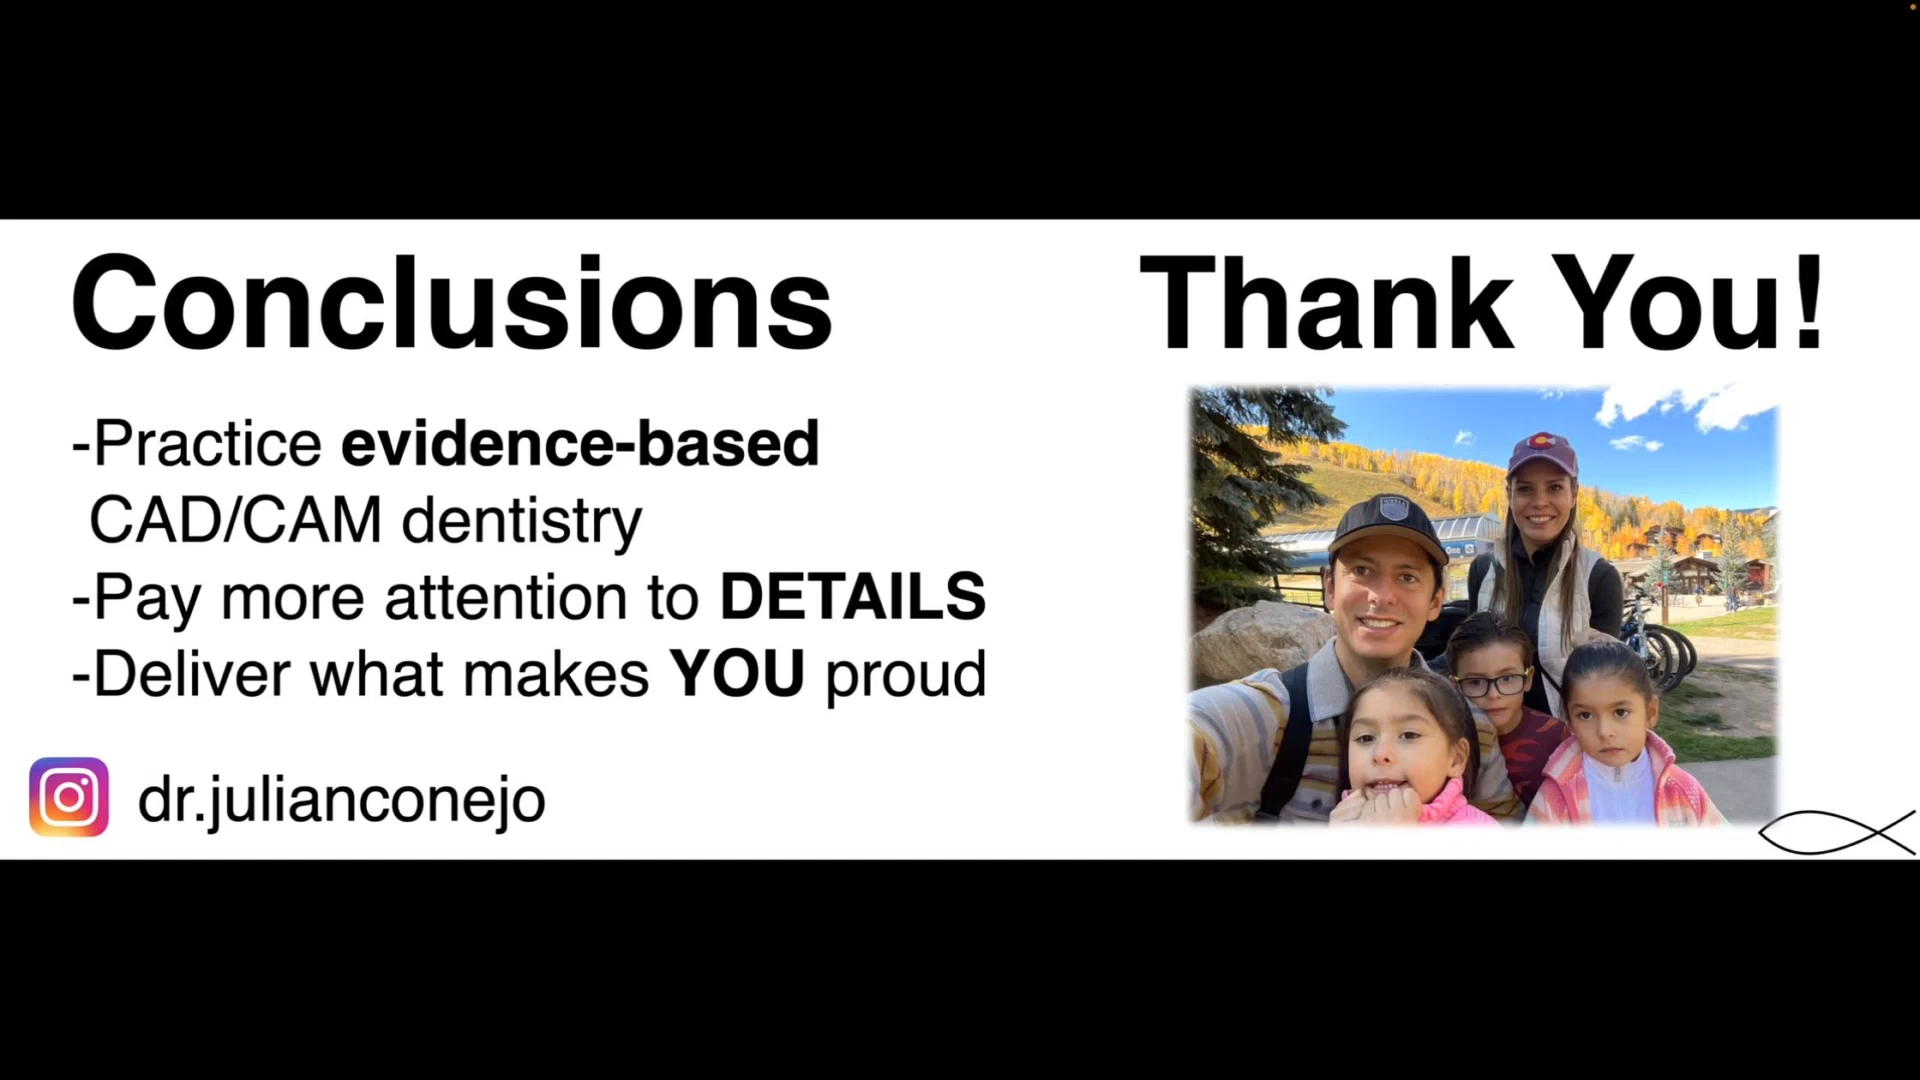 Conclusions
-Practice evidence-based
CAD/CAM dentistry
-Pay more attention to DETAILS
-Deliver what makes YOU proud
dr.julianconejo
Thank You!
One